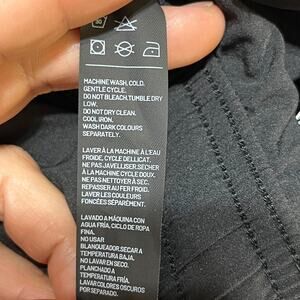 30
MACHINE WASH, COLD.
GENTLE CYCLE.
DO NOT BLEACH.TUMBLE DRY
LOW.
DO NOT DRY CLEAN.
COOL IRON.
WASH DARK COLOURS
SEPARATELY.
LAVER À LA MACHINE À L'EAU
FROIDE, CYCLE DELLICAT.
NE PAS JAVELLISER.SECHER
À LA MACHINE CYCLE DOUX.
NE PAS NETTOYER À SEC.
REPASSER AU FER FROID.
LAVER LES COULEURS
FONCÉES SÉPARÉMENT.
LAVADO A MÁQUINA CON
AGUA FRÍA, CICLO DE ROPA
FINA.
NO USAR
BLANQUEADOR.SECAR A
TEMPERATURA BAJA.
NO LAVAR EN SECO.
PLANCHADO A
TEMPERATURA FRÍA.
LAVAR COLORES OSCUROS
POR SEPARADO.